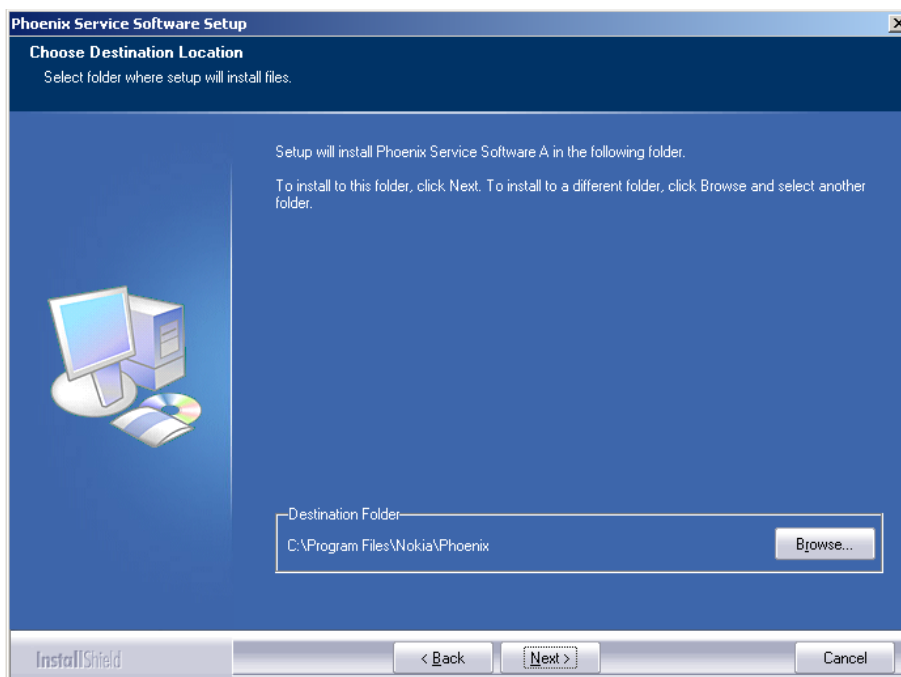 Phoenix Service Software Setup
Choose Destination Location
Select folder where setup will install files.
Setup will install Phoenix Service Software A in the following folder.
To install to this folder, click Next. To install to a different folder, click Browse and select another
folder.
Destination Folder
C:\Program Files\Nokia\Phoenix
Browse...
InstallShield
< Back
Next >
Cancel